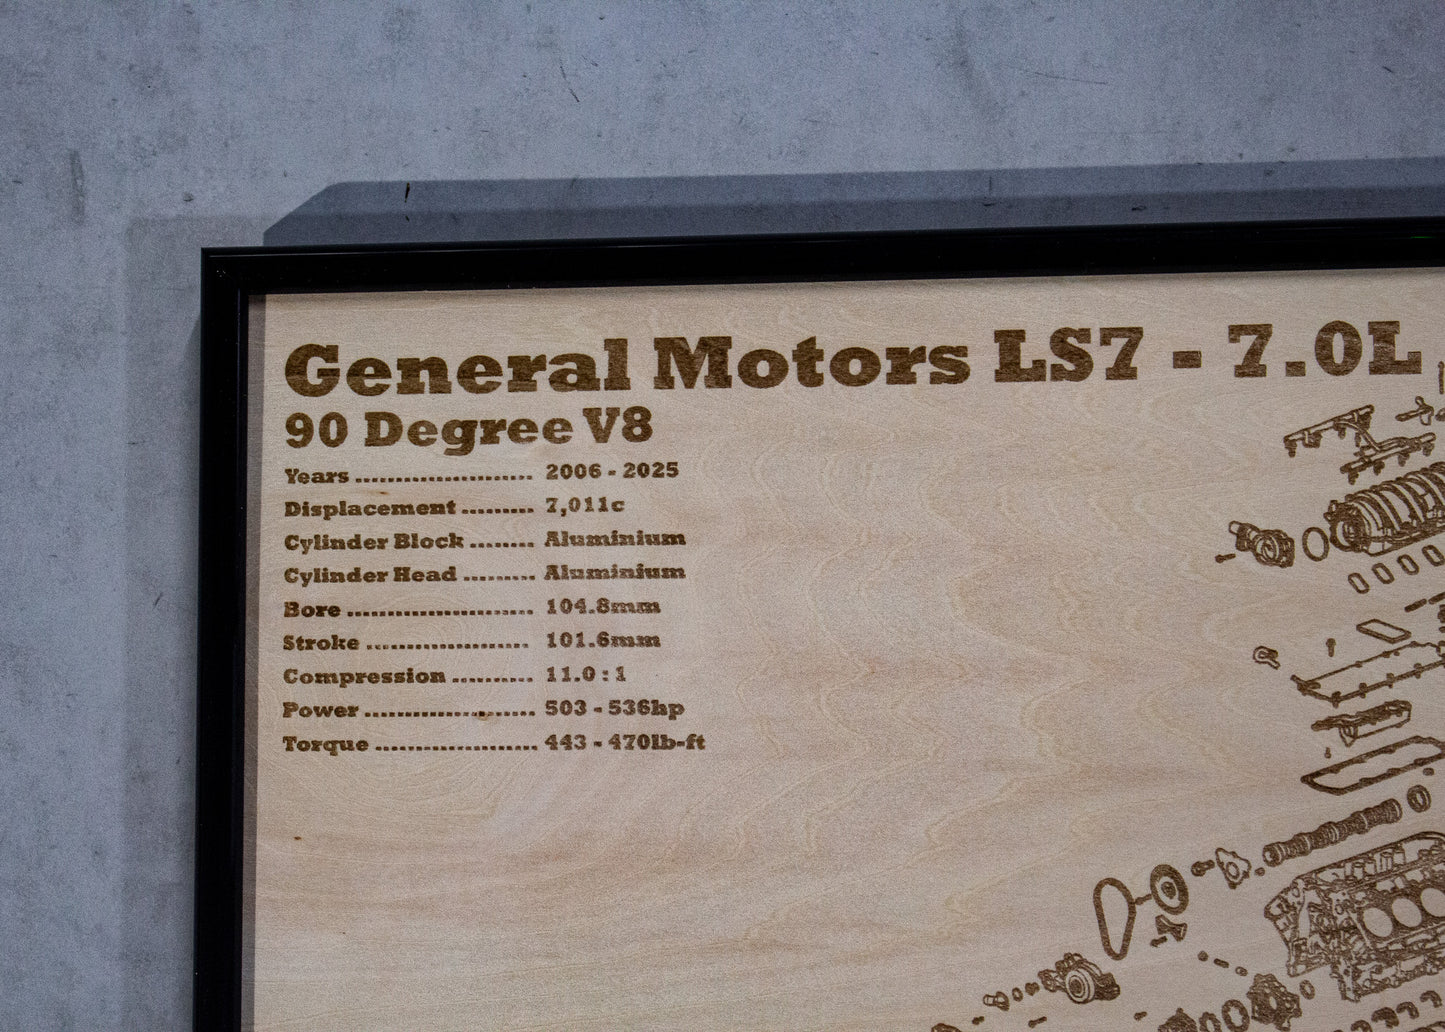 General Motors LS7 - 7.0L
90 Degree V8
Years ...................... 2006 - 2025
Displacement ......... 7,011c
Cylinder Block ........ Aluminium
Cylinder Head ......... Aluminium
Bore ....................... 104.8mm
Stroke .................... 101.6mm
Compression .......... 11.0 : 1
Power ..................... 503 - 536hp
Torque .................... 443 - 470lb-ft